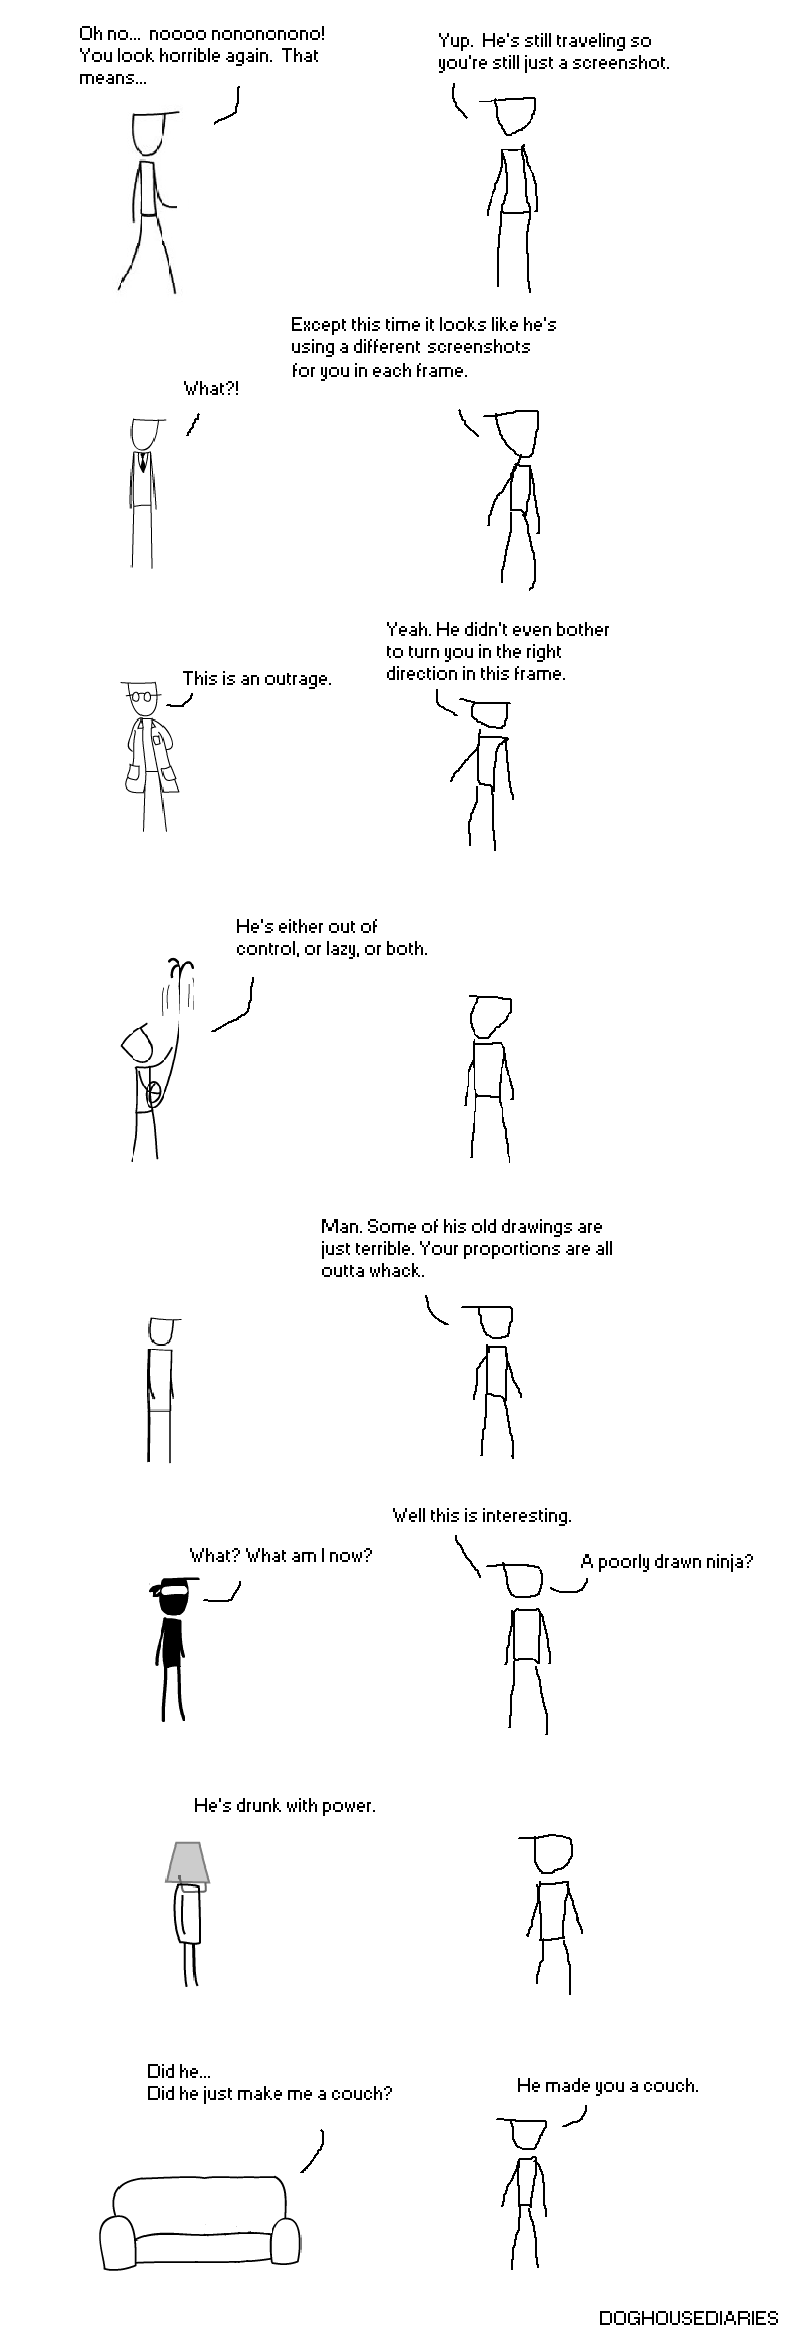 Oh no... noooo nonononono!
You look horrible again. That
means...
Yup. He's still traveling so
you're still just a screenshot.
Except this time it looks like he's
using a different screenshots
for you in each frame.
What?!
Yeah. He didn't even bother
to turn you in the right
direction in this frame.
This is an outrage.
He's either out of
control, or lazy, or both.
Man. Some of his old drawings are
just terrible. Your proportions are all
outta whack.
Well this is interesting.
What? What am I now?
A poorly drawn ninja?
He's drunk with power.
Did he...
Did he just make me a couch?
He made you a couch.
DOGHOUSEDIARIES